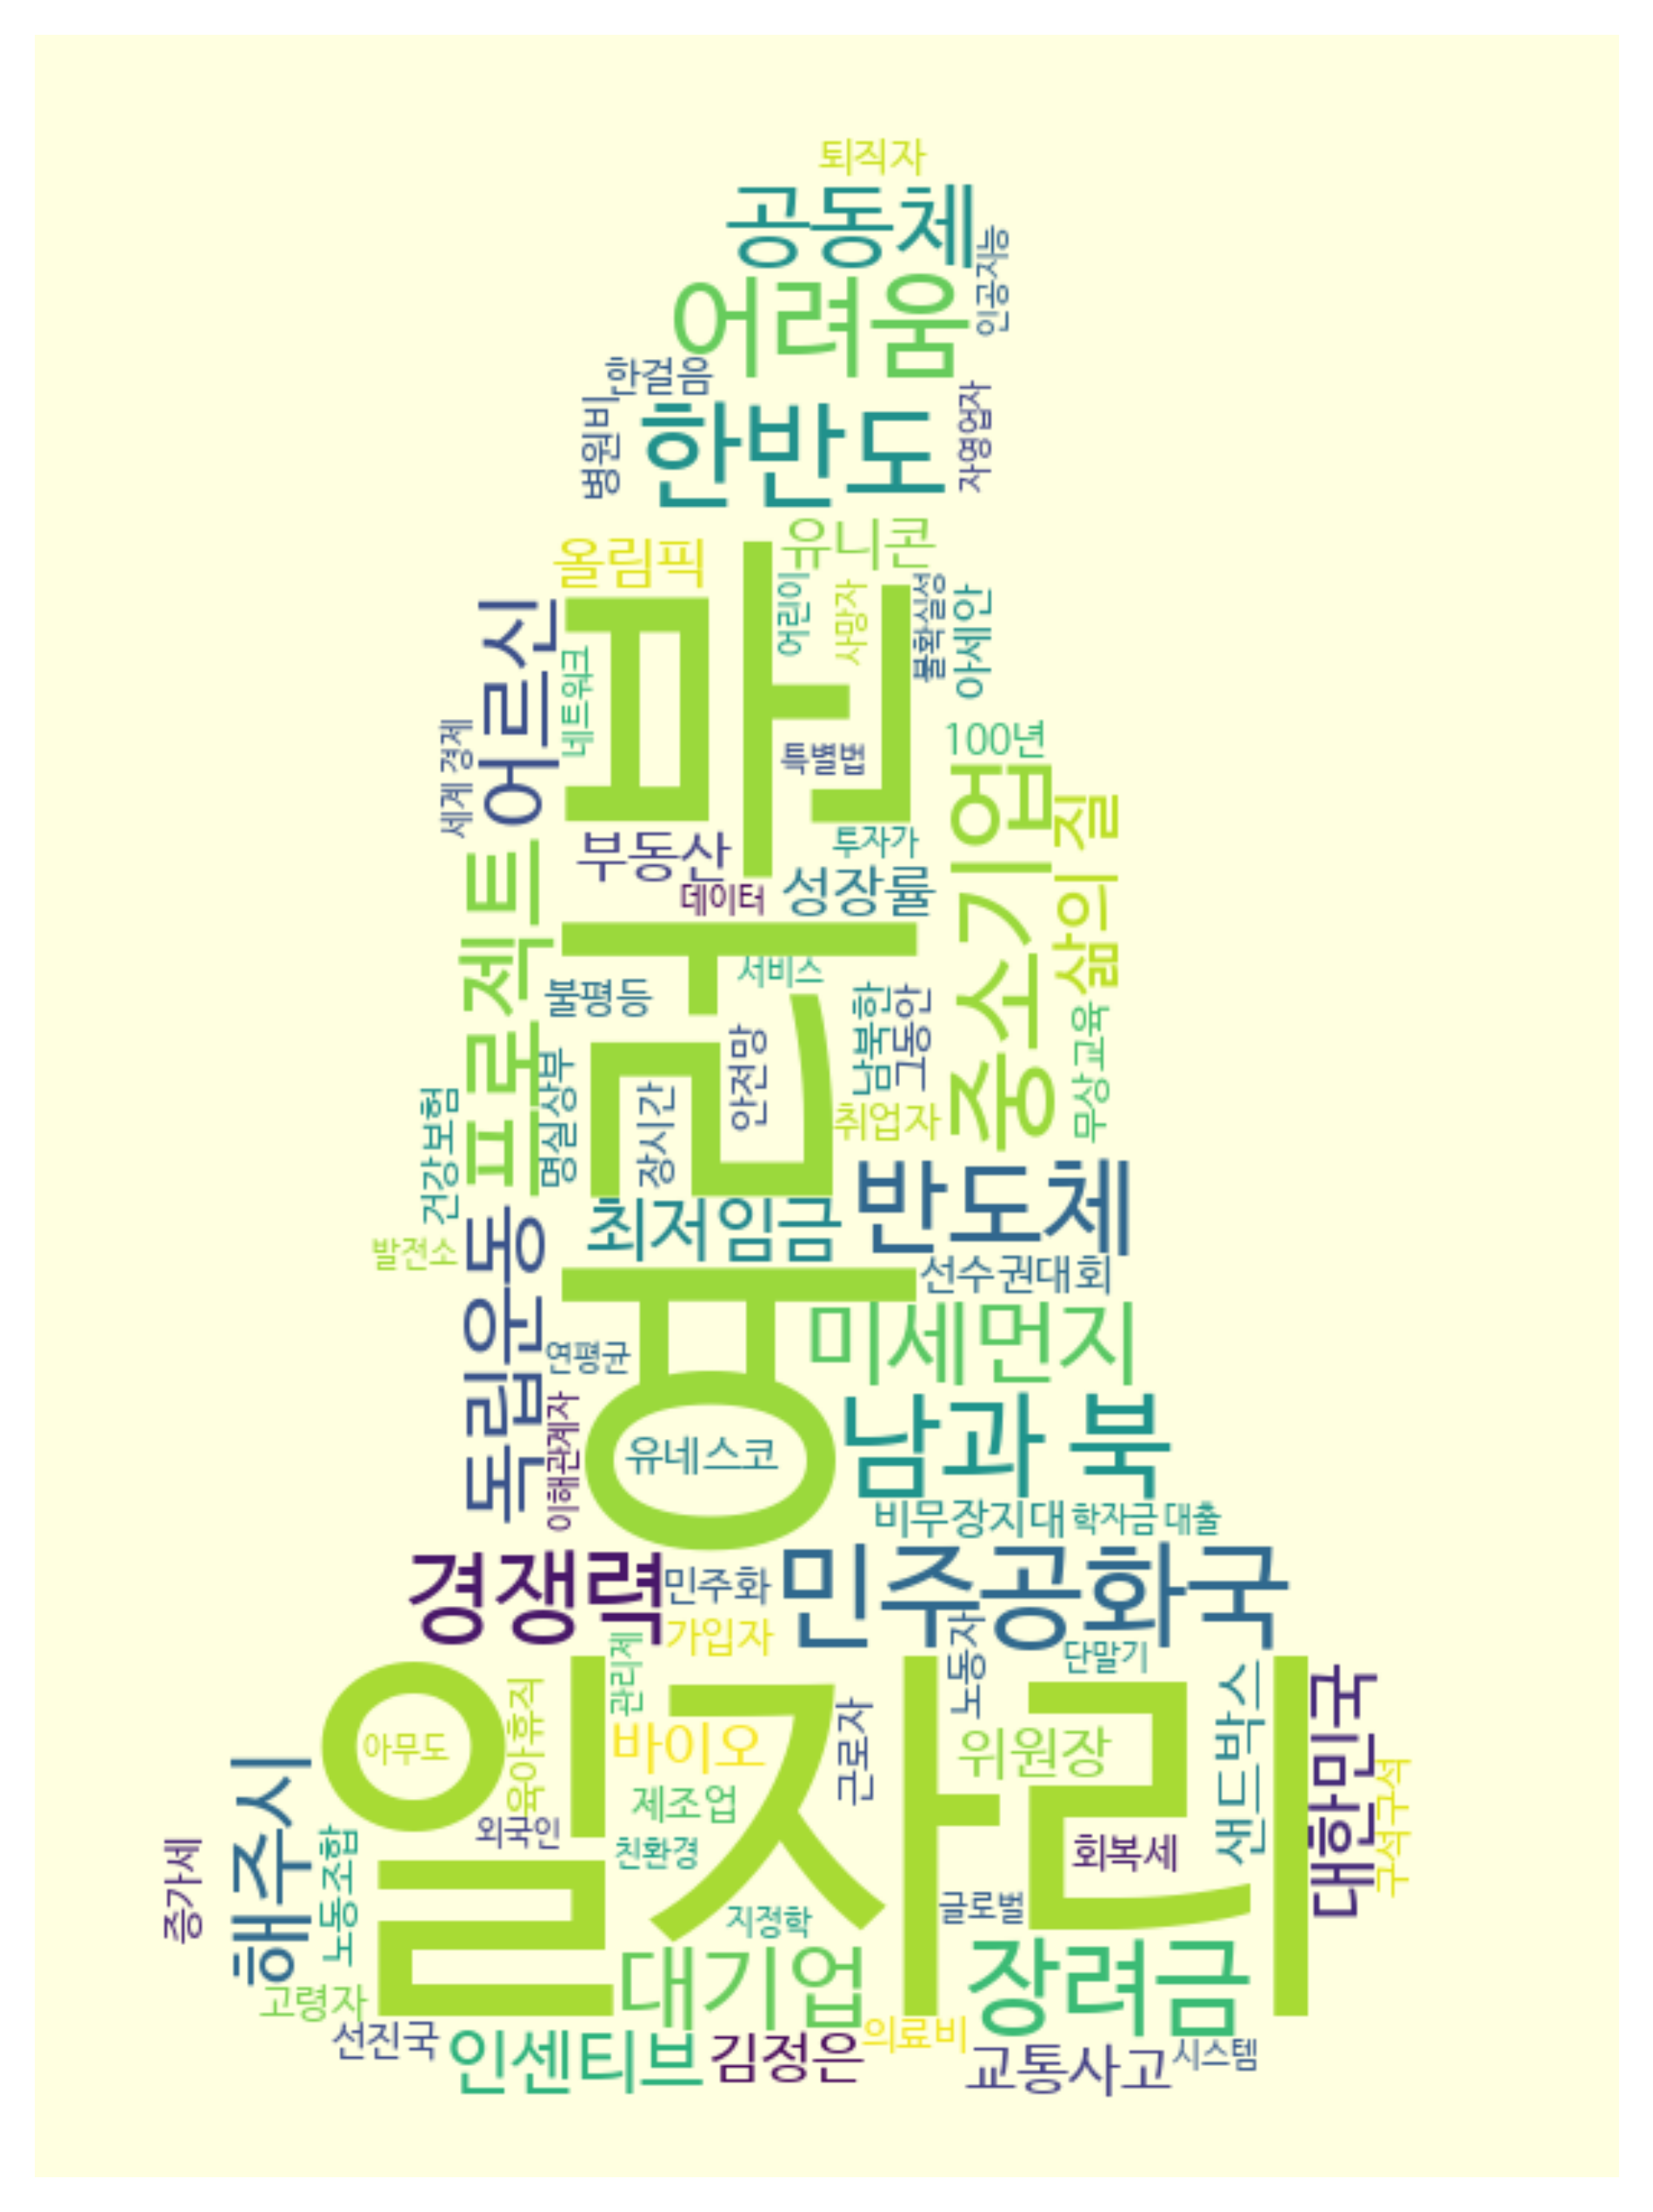 퇴직자
공동체
인공지능
어려움
한걸음
병원비
한반도
자영업자
유니콘
올림픽
평화롭
어린이
사망자
불확실성
아세안
어르신
네트워크
세계 경제
특별법
100년
중소기업
삶의 질
부동산
투자가
데이터
성장률
프로젝트
서비스
불평등
남북한
그동안
안전망
장시간
명실상부
건강보험
취업자
무상교육
반도체
최저임금
발전소
독립운동
선수권대회
미세먼지
연평균
이해관계자
유네스코
남과 북
비무장지대
학자금 대출
경쟁력
민주화
민주공화국
가입자
관리제
노동자
단말기
일자리
아무도
육아휴직
바이오
근로자
위원장
샌드박스
대한민국
구석구석
해주시
제조업
외국인
친환경
회복세
증가세
노동조합
지정학
글로벌
대기업
장려금
고령자
선진국
인센티브
김정은
의료비
교통사고
시스템